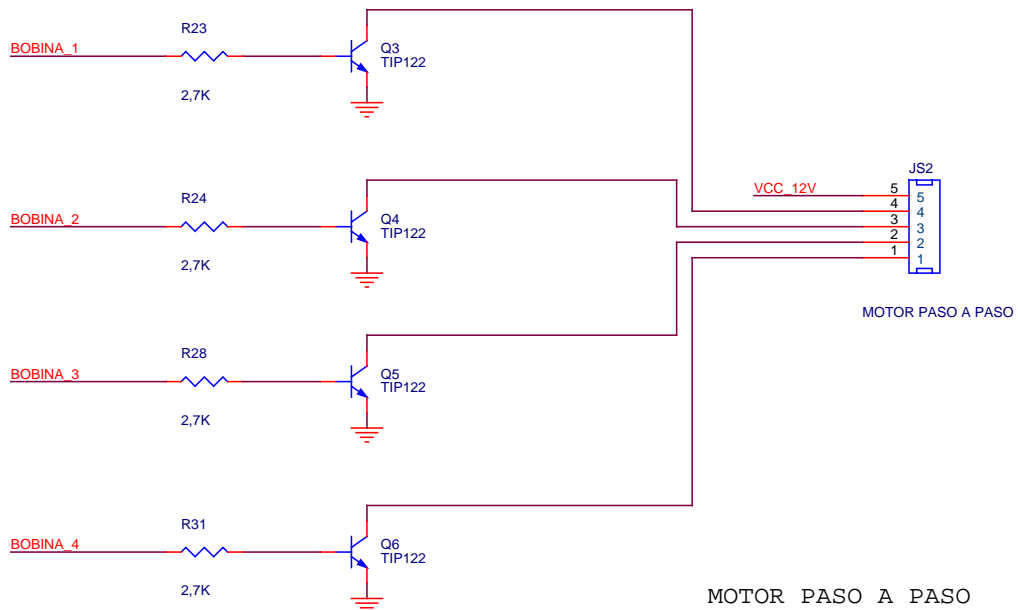 R23
BOBINA_1
Q3
TIP122
2,7K
JS2
VCC_12V
5
5
4
4
3
3
2
2
1
1
MOTOR PASO A PASO
R24
BOBINA_2
Q4
TIP122
2,7K
R28
BOBINA_3
Q5
TIP122
2,7K
R31
BOBINA_4
Q6
TIP122
2,7K
MOTOR PASO A PASO